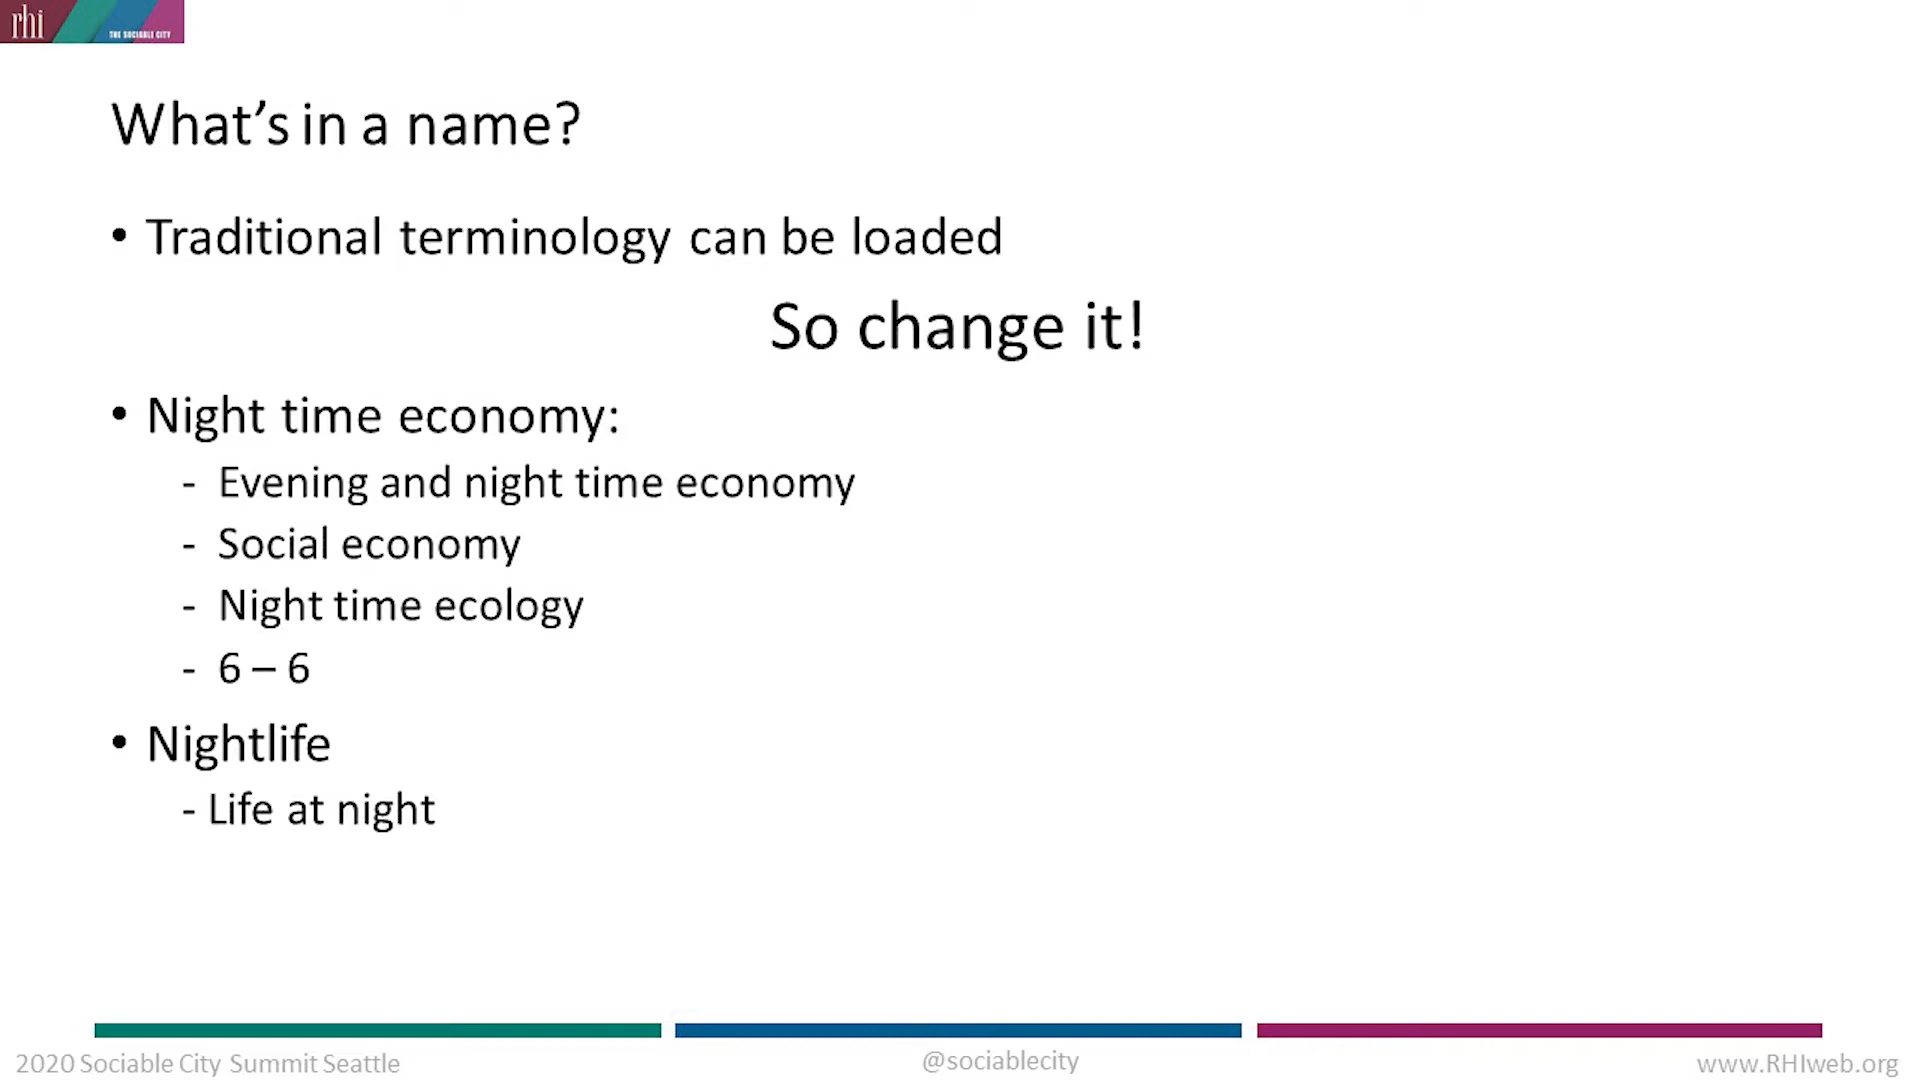 rhi
THE SOCIABLE CITY
What’s in a name?
• Traditional terminology can be loaded
So change it!
• Night time economy:
- Evening and night time economy
- Social economy
- Night time ecology
- 6 – 6
• Nightlife
- Life at night
2020 Sociable City Summit Seattle
@sociablecity
www.RHIweb.org